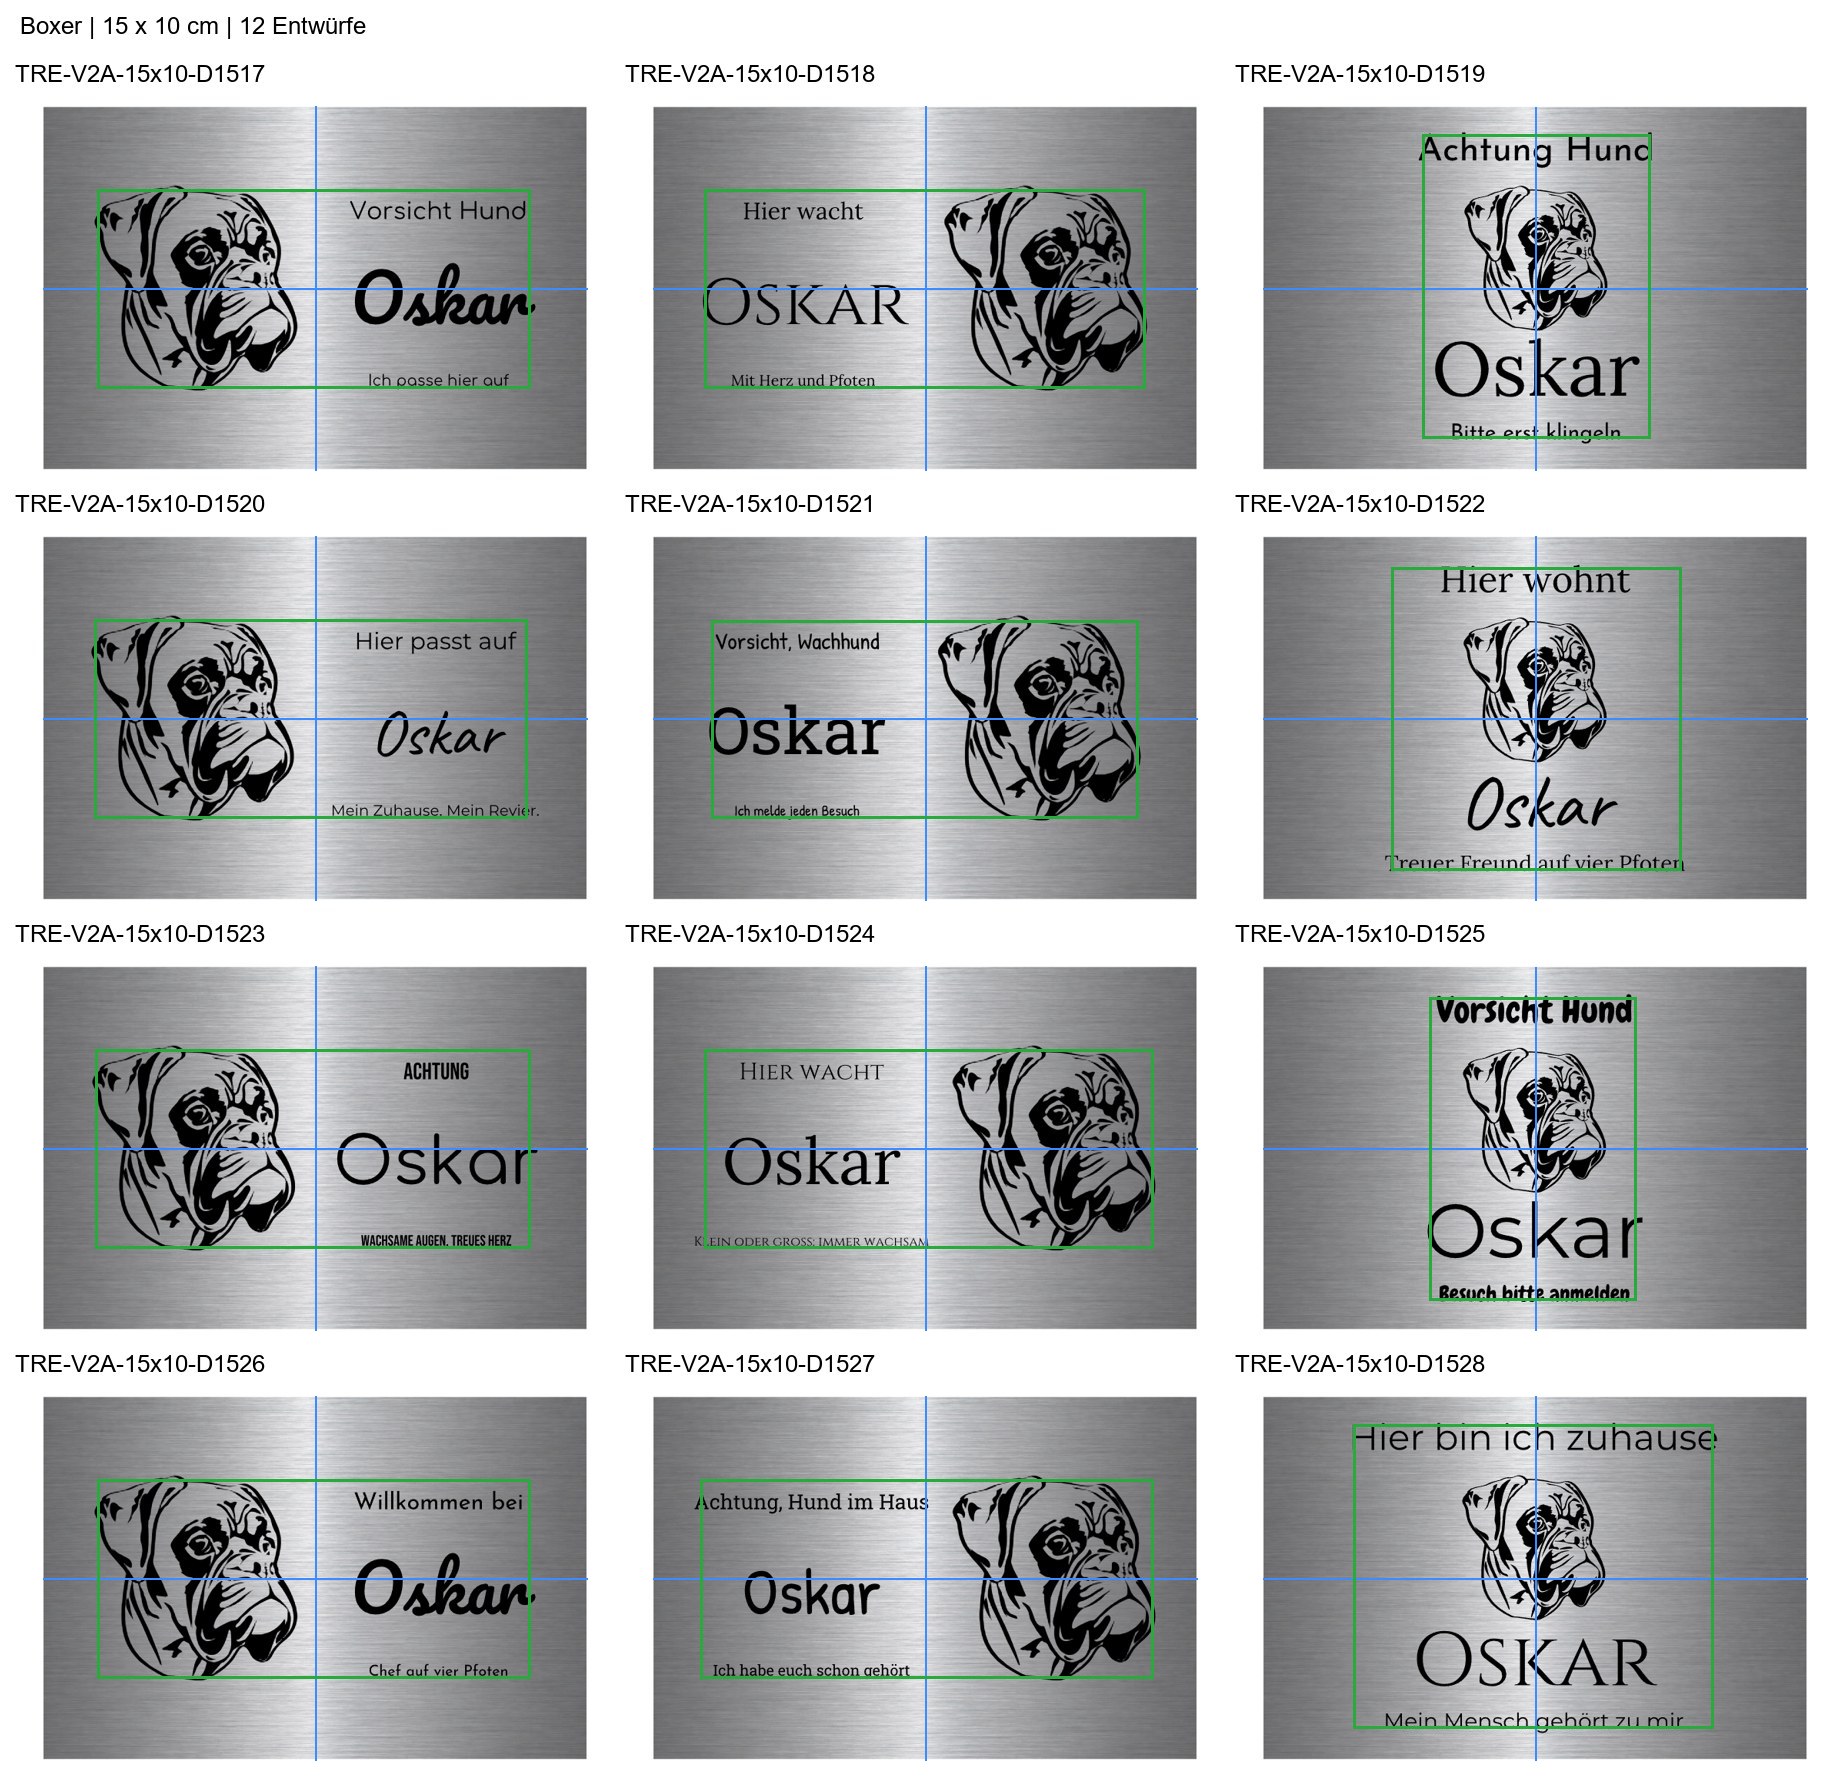 Boxer | 15 x 10 cm | 12 Entwürfe
TRE-V2A-15x10-D1517
Vorsicht Hund
Oskar
Ich passe hier auf
TRE-V2A-15x10-D1518
Hier wacht
OSKAR
Mit Herz und Pfoten
TRE-V2A-15x10-D1519
Achtung Hund
Oskar
Bitte erst klingeln
TRE-V2A-15x10-D1520
Hier passt auf
Oskar
Mein Zuhause. Mein Revier.
TRE-V2A-15x10-D1521
Vorsicht, Wachhund
Oskar
Ich melde jeden Besuch
TRE-V2A-15x10-D1522
Hier wohnt
Oskar
Treuer Freund auf vier Pfoten
TRE-V2A-15x10-D1523
ACHTUNG
Oskar
WACHSAME AUGEN. TREUES HERZ
TRE-V2A-15x10-D1524
HIER WACHT
Oskar
KLEIN ODER GROSS: IMMER WACHSAM
TRE-V2A-15x10-D1525
Vorsicht Hund
Oskar
Besuch bitte anmelden
TRE-V2A-15x10-D1526
Willkommen bei
Oskar
Chef auf vier Pfoten
TRE-V2A-15x10-D1527
Achtung, Hund im Haus
Oskar
Ich habe euch schon gehört
TRE-V2A-15x10-D1528
Hier bin ich zuhause
OSKAR
Mein Mensch gehört zu mir